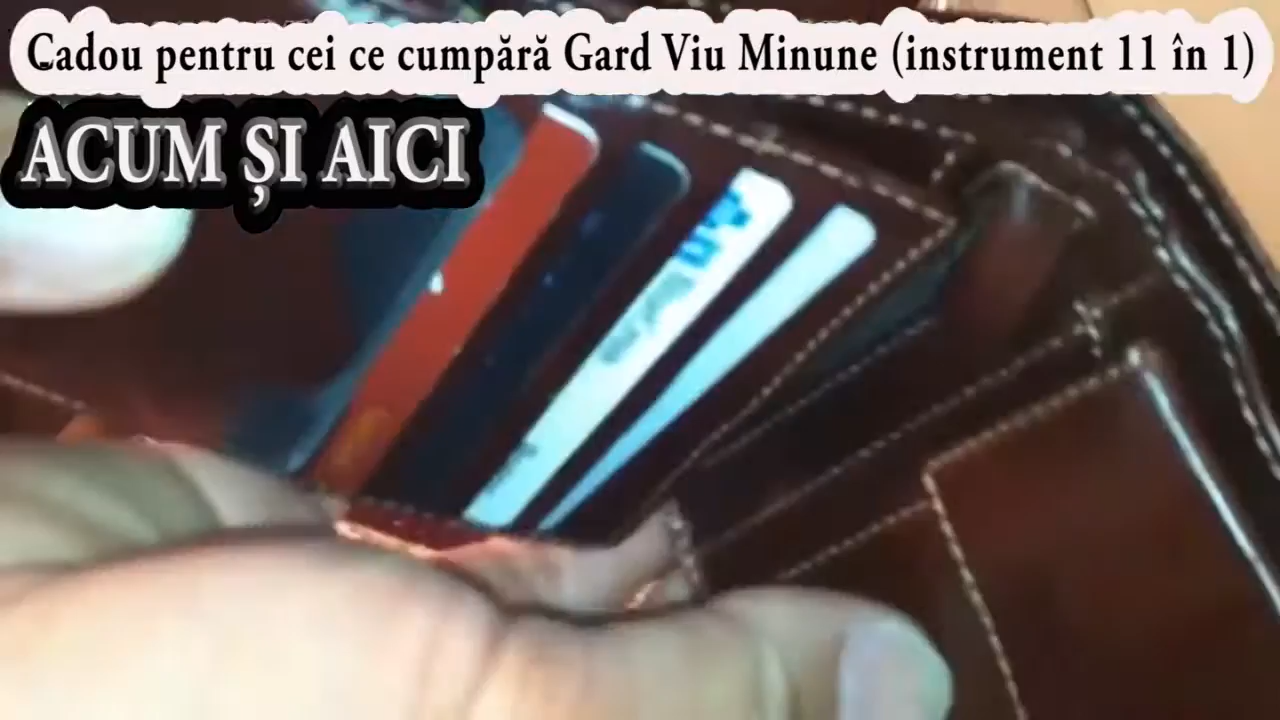 Cadou pentru cei ce cumpără Gard Viu Minune (instrument 11 în 1)
ACUM ȘI AICI